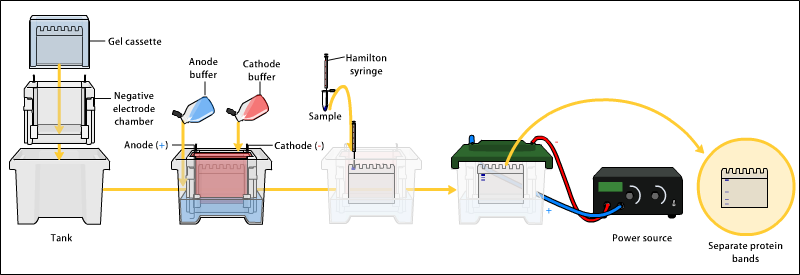 Gel cassette
Negative
electrode
chamber
Tank
Anode
buffer
Cathode
buffer
Anode (+)
Cathode (-)
Hamilton
syringe
Sample
-
+
Power source
Separate protein
bands